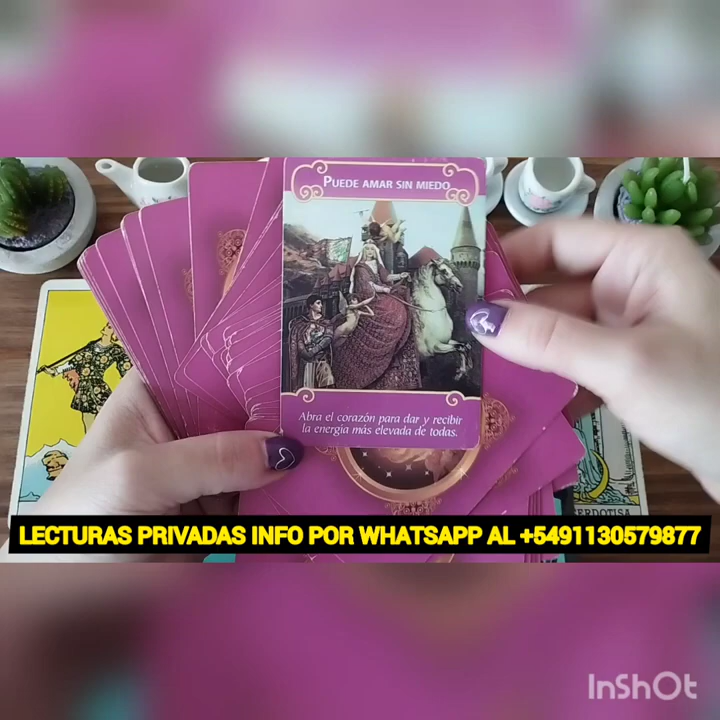 PUEDE AMAR SIN MIEDO
Abra el corazón para dar y recibir
la energía más elevada de todas.
LECTURAS PRIVADAS INFO POR WHATSAPP AL +5491130579877
InShOt